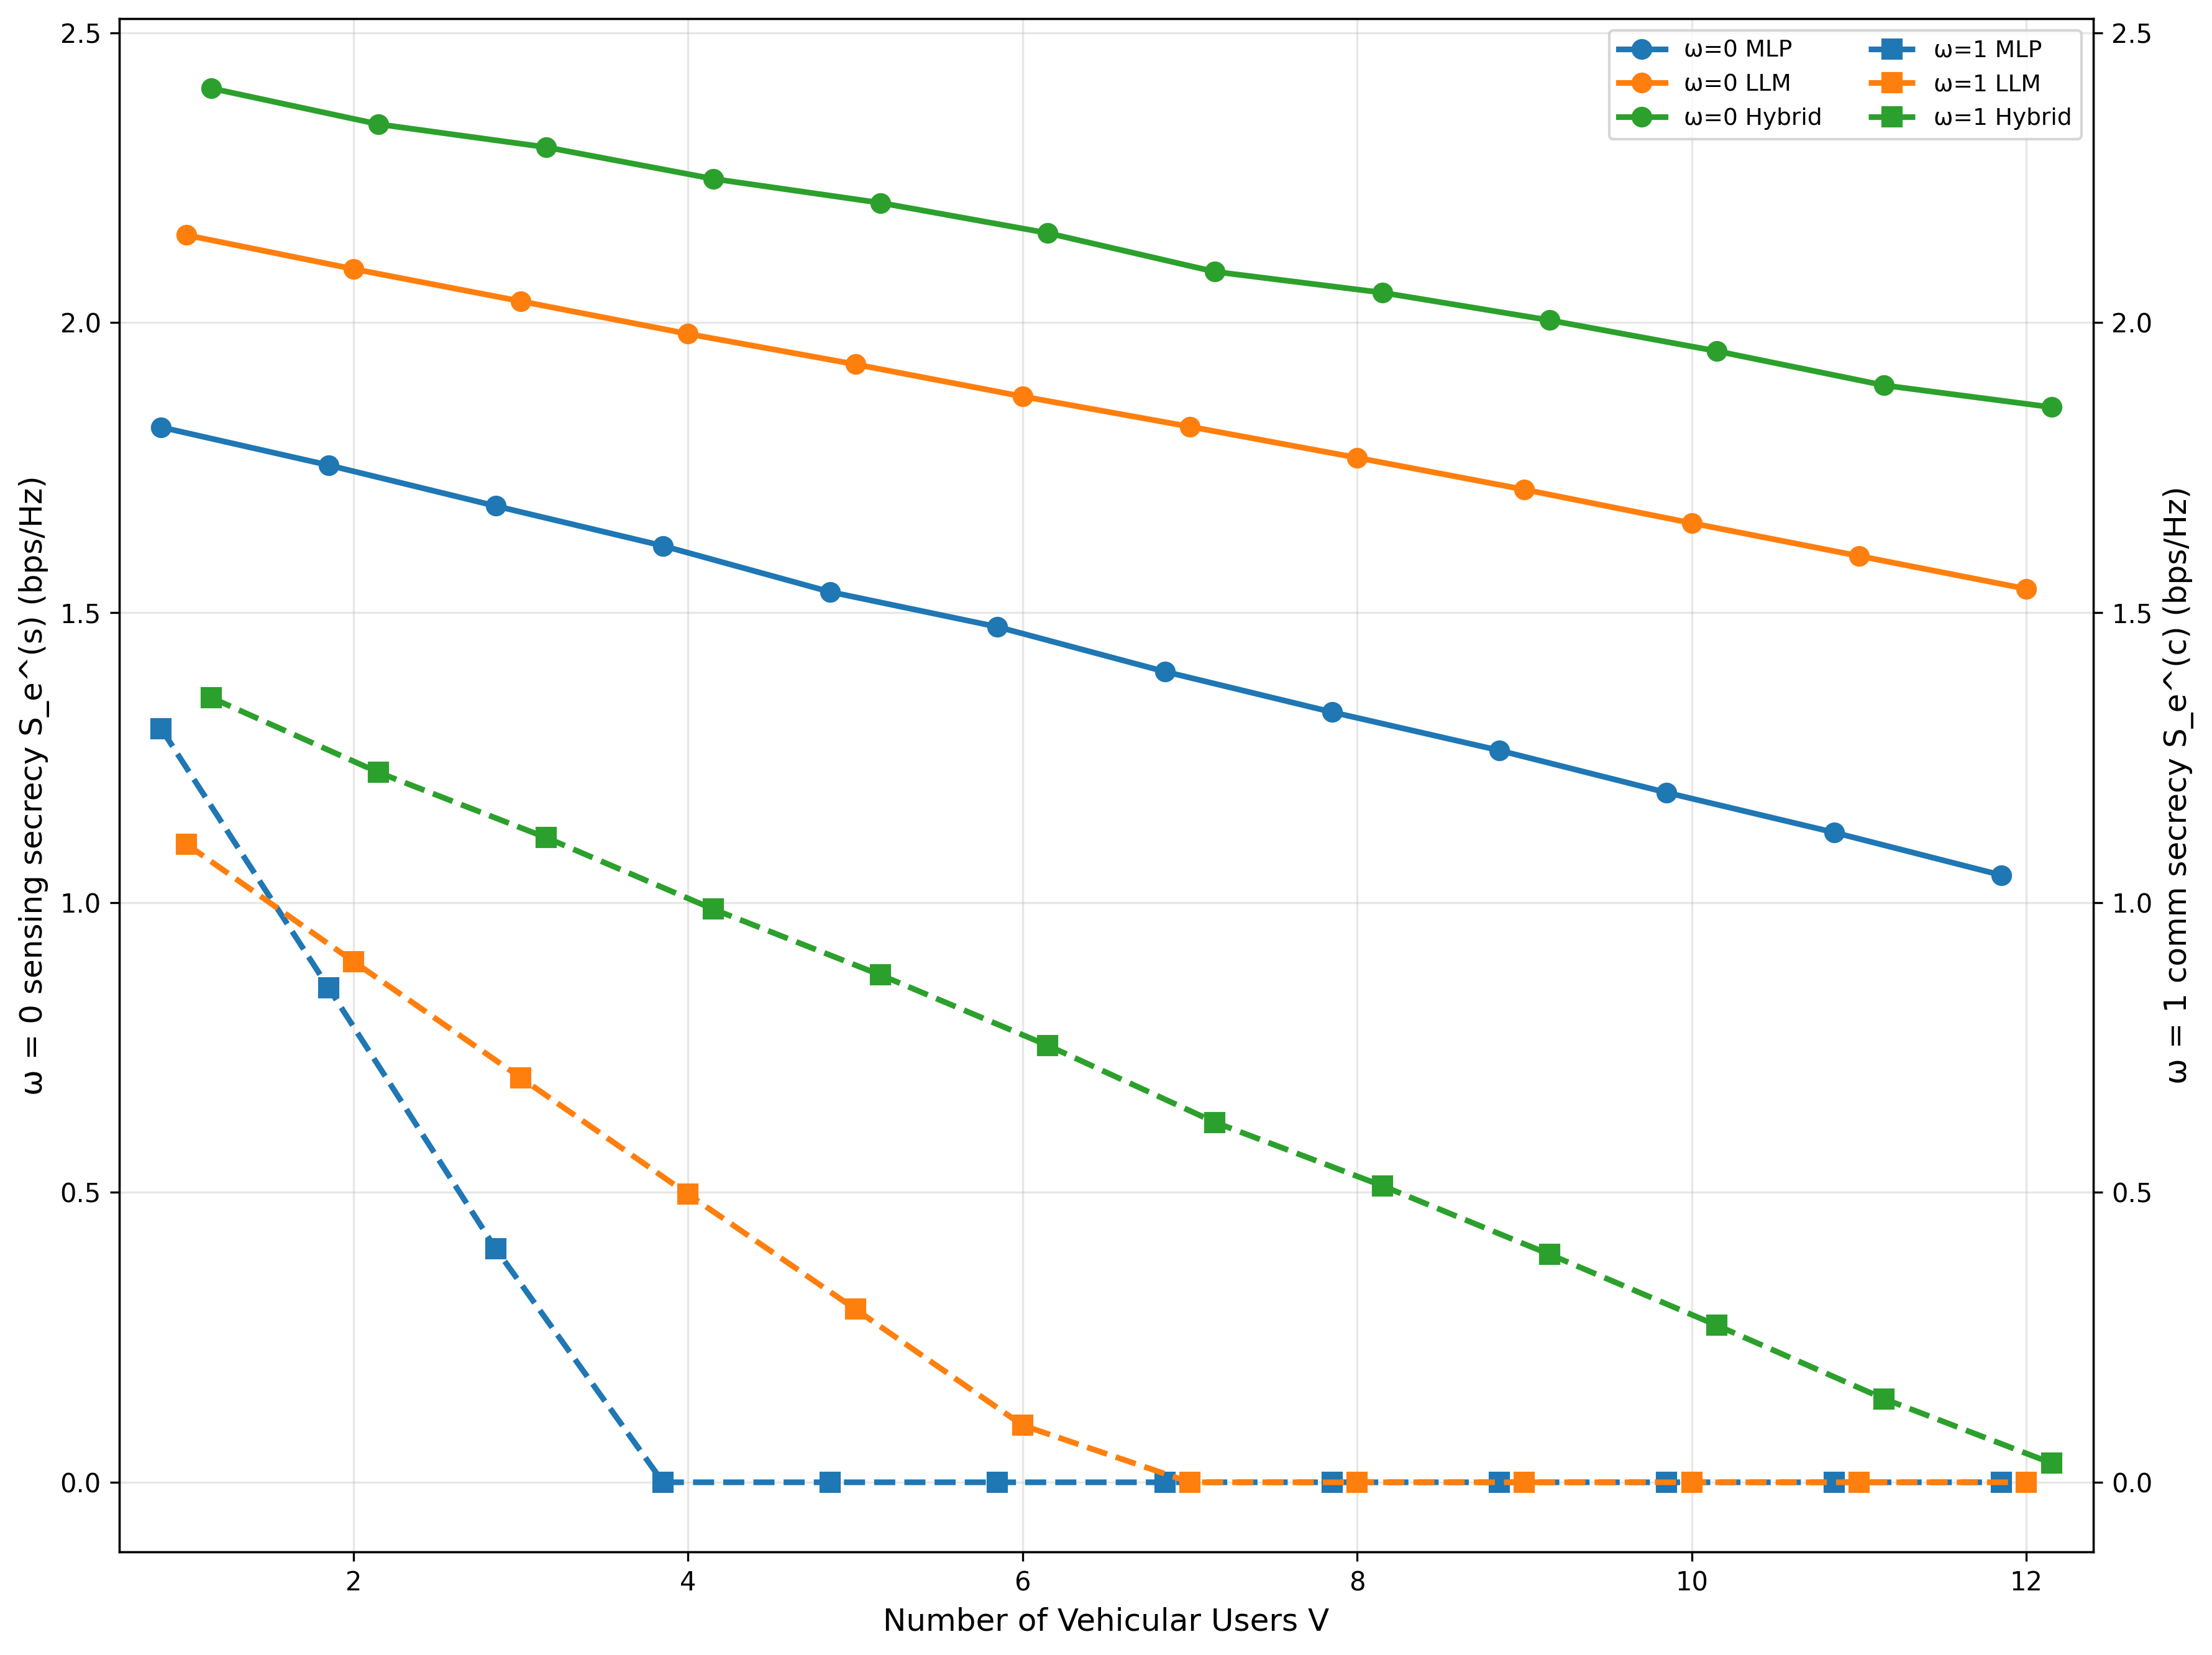 2.5
2.0
1.5
1.0
0.5
0.0
ω = 0 sensing secrecy S_e^(s) (bps/Hz)
ω=0 MLP
ω=0 LLM
ω=0 Hybrid
ω=1 MLP
ω=1 LLM
ω=1 Hybrid
2.5
2.0
1.5
1.0
0.5
0.0
ω = 1 comm secrecy S_e^(c) (bps/Hz)
2 4 6 8 10 12
Number of Vehicular Users V